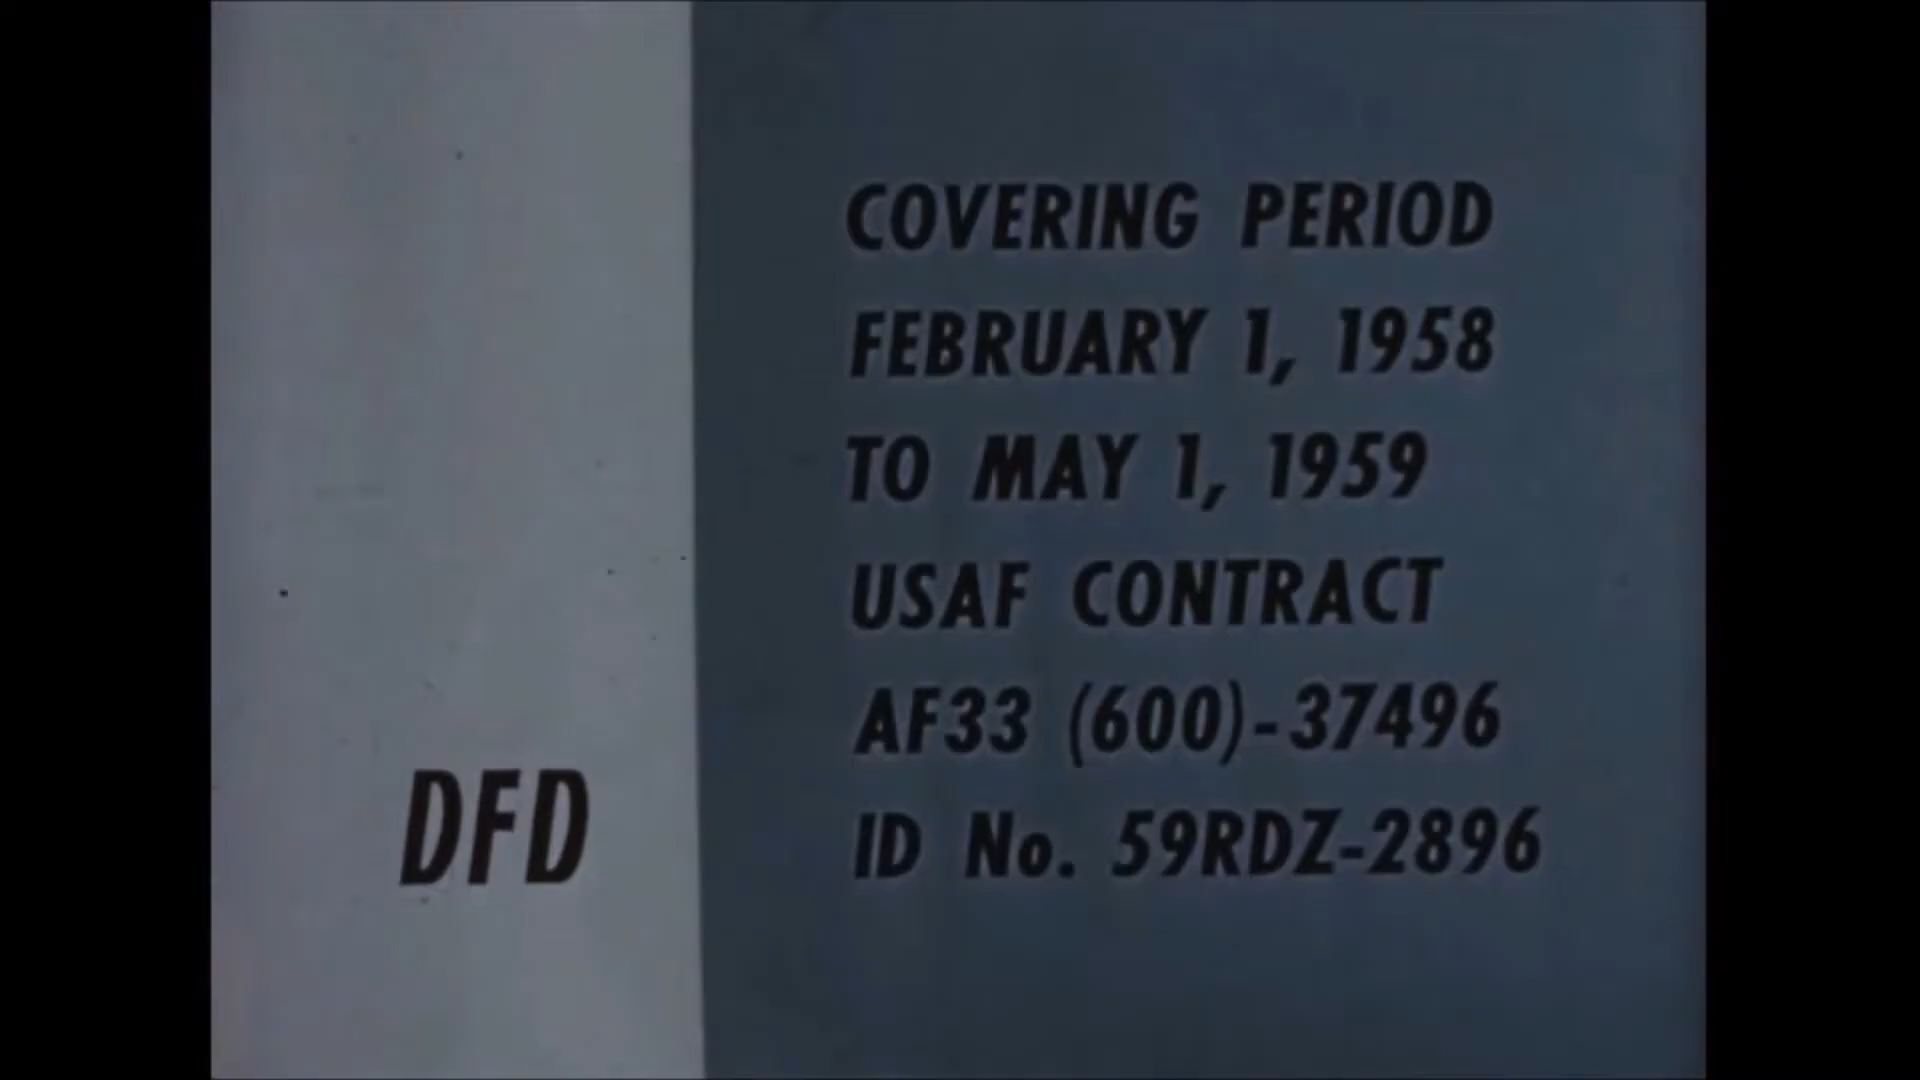 COVERING PERIOD
FEBRUARY 1, 1958
TO MAY 1, 1959
USAF CONTRACT
AF33 (600)-37496
ID No. 59RDZ-2896
DFD